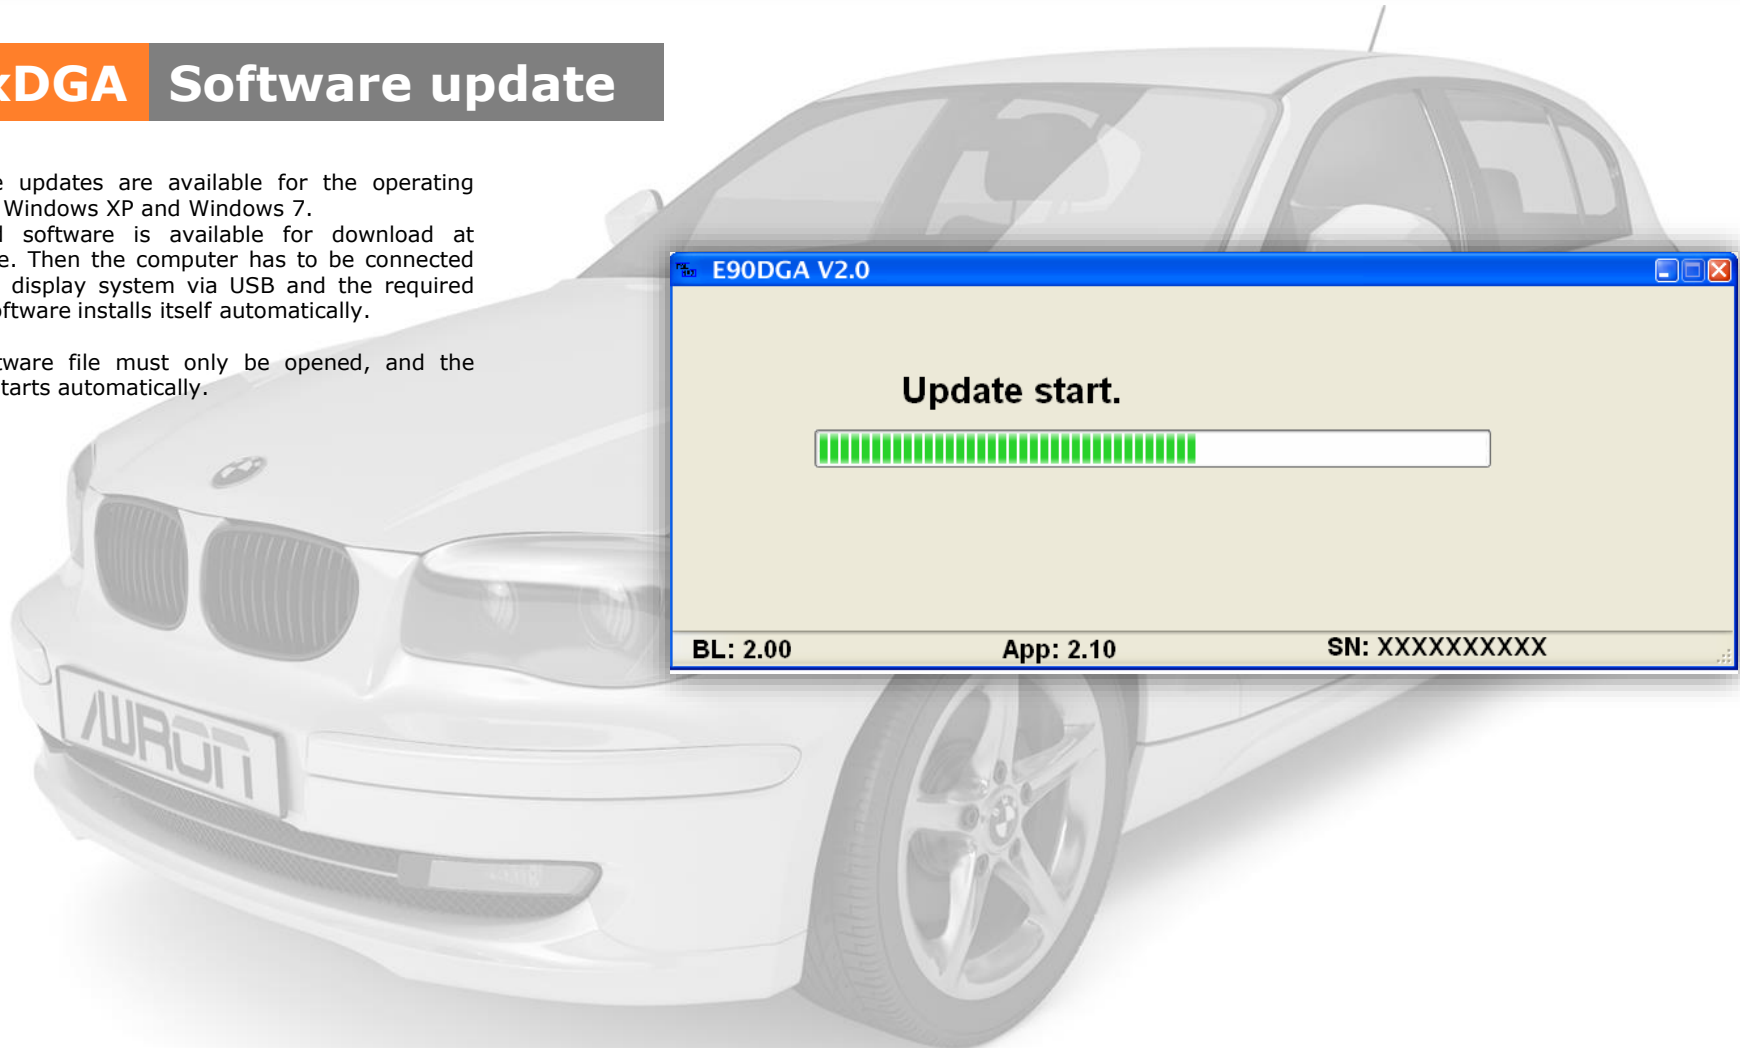 xDGA Software update
e updates are available for the operating
Windows XP and Windows 7.
l software is available for download at
e. Then the computer has to be connected
display system via USB and the required
oftware installs itself automatically.
tware file must only be opened, and the
tarts automatically.
E90DGA V2.0
Update start.
BL: 2.00 App: 2.10 SN: XXXXXXXXXX
AWRON